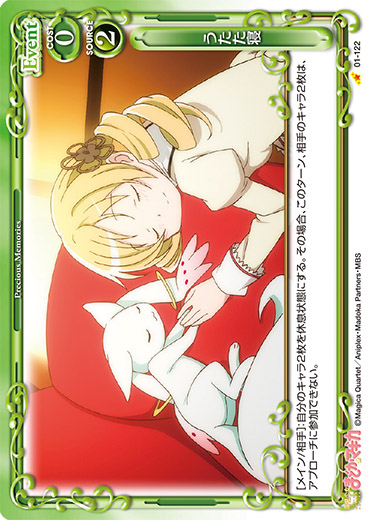 Event
COST
0
SOURCE
2
うたた寝
01-122
Precious Memories
[メイン/相手]:自分のキャラ2枚を休息状態にする。その場合、このターン、相手のキャラ2枚は、
アプローチに参加できない。
©Magica Quartet／Aniplex・Madoka Partners・MBS